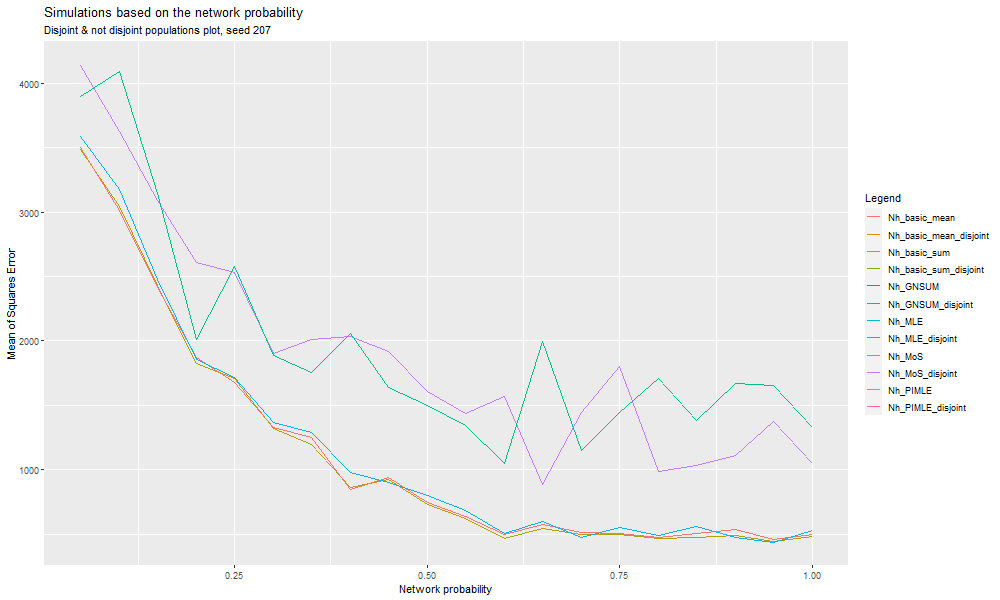 Simulations based on the network probability
Disjoint & not disjoint populations plot, seed 207
Mean of Squares Error
4000
3000
2000
1000
0.25
0.50
0.75
1.00
Network probability
Legend
Nh_basic_mean
Nh_basic_mean_disjoint
Nh_basic_sum
Nh_basic_sum_disjoint
Nh_GNSUM
Nh_GNSUM_disjoint
Nh_MLE
Nh_MLE_disjoint
Nh_MoS
Nh_MoS_disjoint
Nh_PIMLE
Nh_PIMLE_disjoint